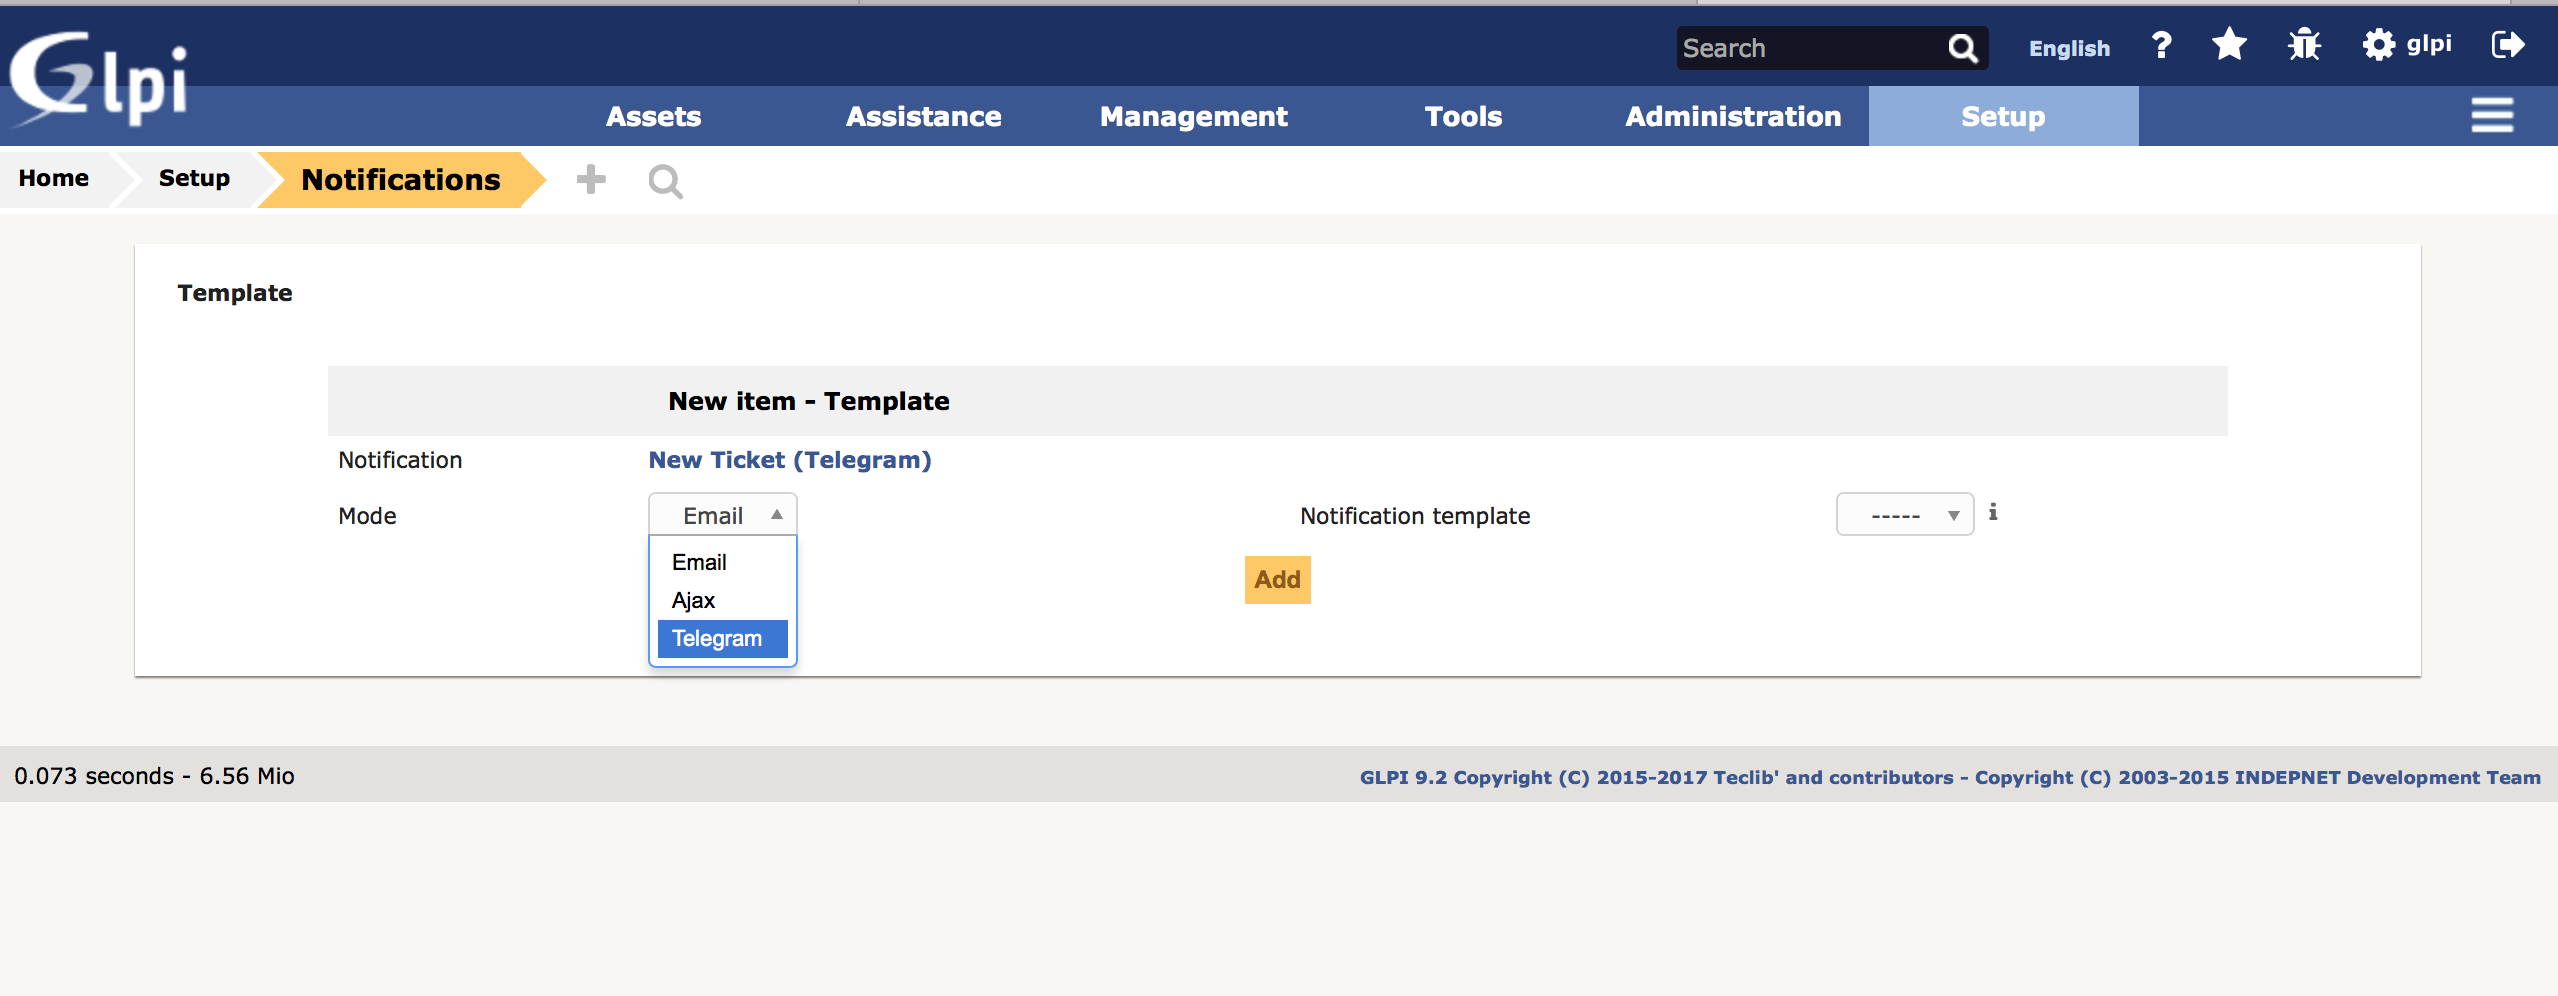 Glpi
Search
English
? glpi
Assets Assistance Management Tools Administration Setup
Home Setup Notifications
Template
New item - Template
Notification New Ticket (Telegram)
Mode Email Notification template -----
Email
Ajax
Telegram
Add
0.073 seconds - 6.56 Mio
GLPI 9.2 Copyright (C) 2015-2017 Teclib' and contributors - Copyright (C) 2003-2015 INDEPNET Development Team